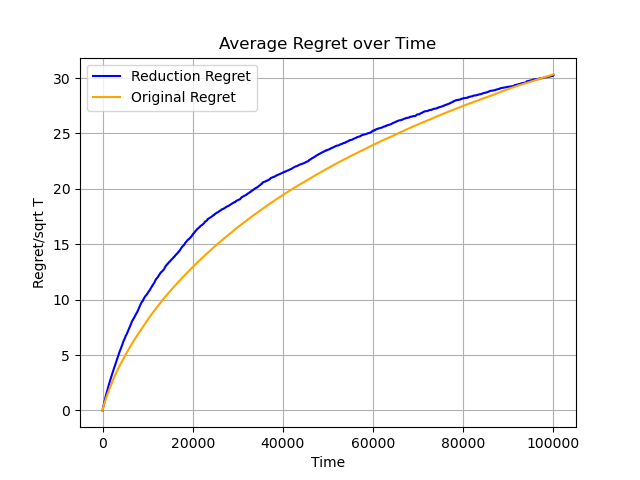 Average Regret over Time
Reduction Regret
Original Regret
Regret/sqrt T
30
25
20
15
10
5
0
0 20000 40000 60000 80000 100000
Time